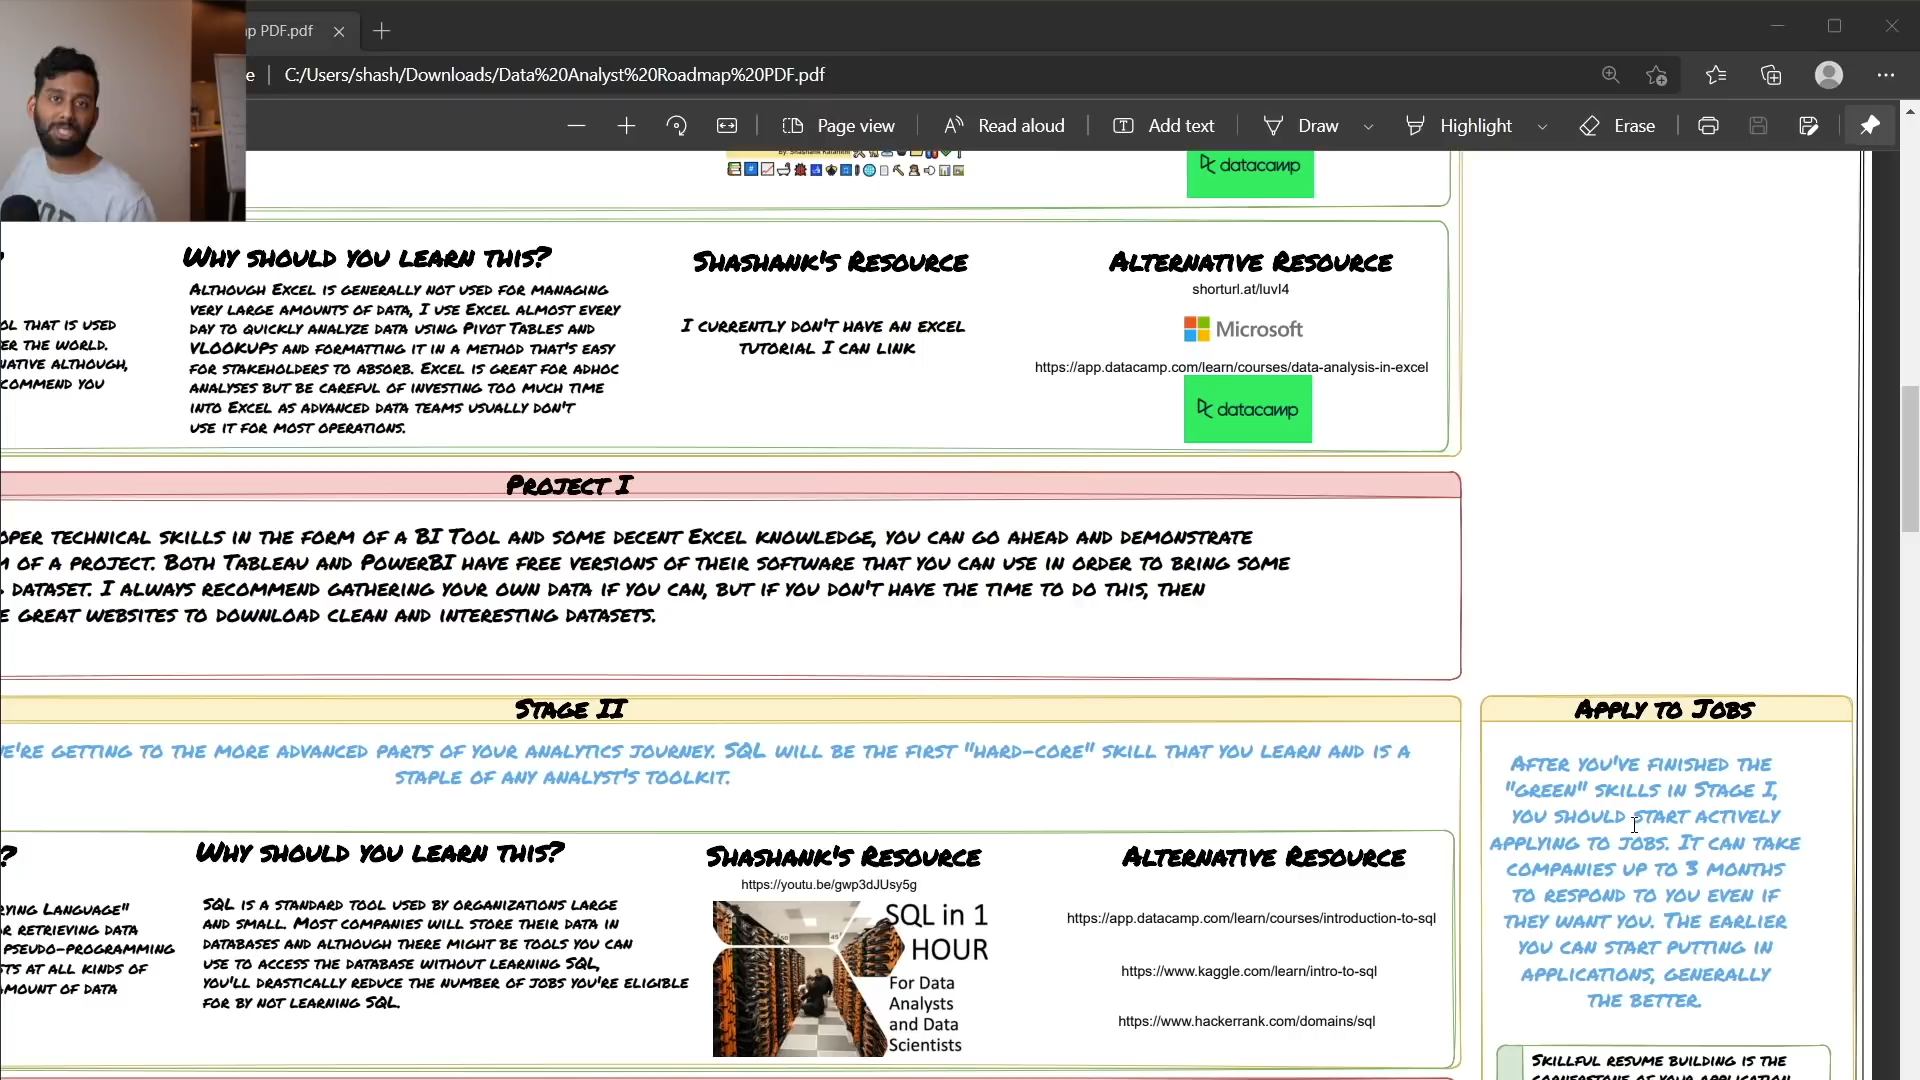 p PDF.pdf
e
C:/Users/shash/Downloads/Data%20Analyst%20Roadmap%20PDF.pdf
Page view
Read aloud
Add text
Draw
Highlight
Erase
datacamp
Why should you learn this?
Although Excel is generally not used for managing
very large amounts of data, I use Excel almost every
day to quickly analyze data using Pivot Tables and
VLOOKUPs and formatting it in a method that's easy
for stakeholders to absorb. Excel is great for adhoc
analyses but be careful of investing too much time
into Excel as advanced data teams usually don't
use it for most operations.
ol that is used
er the world.
native although,
commend you
Shashank's Resource
I currently don't have an excel
tutorial I can link
Alternative Resource
shorturl.at/luvI4
Microsoft
https://app.datacamp.com/learn/courses/data-analysis-in-excel
datacamp
Project I
oper technical skills in the form of a BI Tool and some decent Excel knowledge, you can go ahead and demonstrate
m of a project. Both Tableau and PowerBI have free versions of their software that you can use in order to bring some
g dataset. I always recommend gathering your own data if you can, but if you don't have the time to do this, then
e great websites to download clean and interesting datasets.
Stage II
e're getting to the more advanced parts of your analytics journey. SQL will be the first "hard-core" skill that you learn and is a
staple of any analyst's toolkit.
?
rying Language"
r retrieving data
pseudo-programming
ts at all kinds of
mount of data
Why should you learn this?
SQL is a standard tool used by organizations large
and small. Most companies will store their data in
databases and although there might be tools you can
use to access the database without learning SQL,
you'll drastically reduce the number of jobs you're eligible
for by not learning SQL.
Shashank's Resource
https://youtu.be/gwp3dJUsy5g
SQL in 1
HOUR
For Data
Analysts
and Data
Scientists
Alternative Resource
https://app.datacamp.com/learn/courses/introduction-to-sql
https://www.kaggle.com/learn/intro-to-sql
https://www.hackerrank.com/domains/sql
Apply to Jobs
After you've finished the
"green" skills in Stage I,
you should start actively
applying to jobs. It can take
companies up to 3 months
to respond to you even if
they want you. The earlier
you can start putting in
applications, generally
the better.
Skillful resume building is the